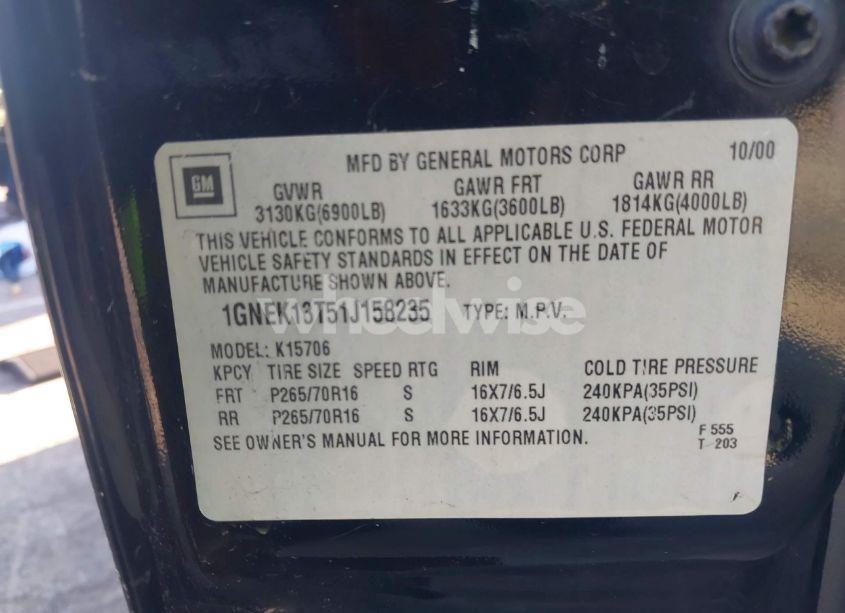 GM
MFD BY GENERAL MOTORS CORP 10/00
GVWR GAWR FRT GAWR RR
3130KG(6900LB) 1633KG(3600LB) 1814KG(4000LB)
THIS VEHICLE CONFORMS TO ALL APPLICABLE U.S. FEDERAL MOTOR
VEHICLE SAFETY STANDARDS IN EFFECT ON THE DATE OF
MANUFACTURE SHOWN ABOVE.
1GNEK13T51J158235 TYPE: M.P.V.
wheelwise
MODEL: K15706
KPCY TIRE SIZE SPEED RTG RIM COLD TIRE PRESSURE
FRT P265/70R16 S 16X7/6.5J 240KPA(35PSI)
RR P265/70R16 S 16X7/6.5J 240KPA(35PSI)
SEE OWNER'S MANUAL FOR MORE INFORMATION.
F 555
T 203